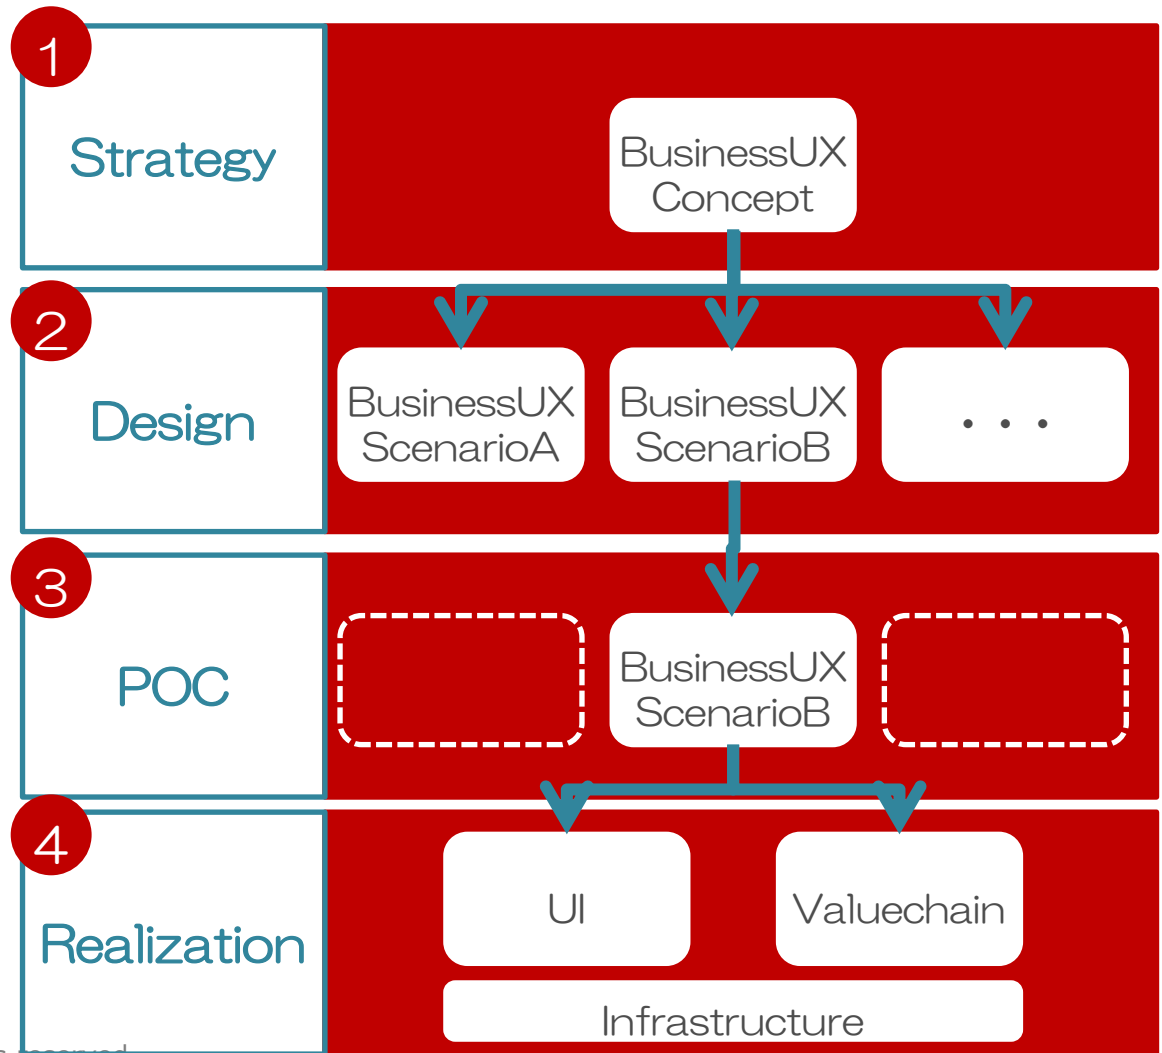 1
Strategy
BusinessUX
Concept
2
Design
BusinessUX
ScenarioA
BusinessUX
ScenarioB
・・・
3
POC
BusinessUX
ScenarioB
4
Realization
UI
Valuechain
Infrastructure
reserved